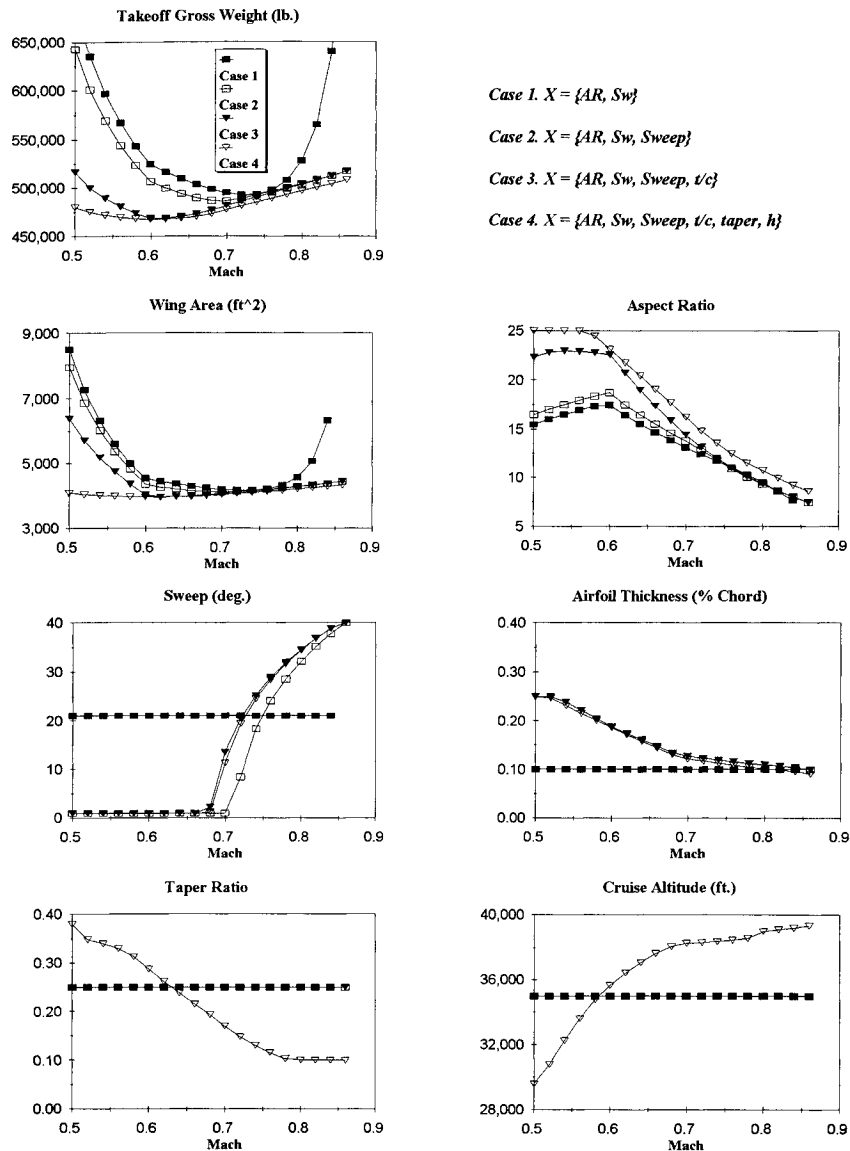 Takeoff Gross Weight (lb.)
650,000
600,000
550,000
500,000
450,000
0.5 0.6 0.7 0.8 0.9
Mach
Case 1
Case 2
Case 3
Case 4
Case 1. X = {AR, Sw}
Case 2. X = {AR, Sw, Sweep}
Case 3. X = {AR, Sw, Sweep, t/c}
Case 4. X = {AR, Sw, Sweep, t/c, taper, h}
Wing Area (ft^2)
9,000
7,000
5,000
3,000
0.5 0.6 0.7 0.8 0.9
Mach
Aspect Ratio
25
20
15
10
5
0.5 0.6 0.7 0.8 0.9
Mach
Sweep (deg.)
40
30
20
10
0
0.5 0.6 0.7 0.8 0.9
Mach
Airfoil Thickness (% Chord)
0.40
0.30
0.20
0.10
0.00
0.5 0.6 0.7 0.8 0.9
Mach
Taper Ratio
0.40
0.30
0.20
0.10
0.00
0.5 0.6 0.7 0.8 0.9
Mach
Cruise Altitude (ft.)
40,000
36,000
32,000
28,000
0.5 0.6 0.7 0.8 0.9
Mach